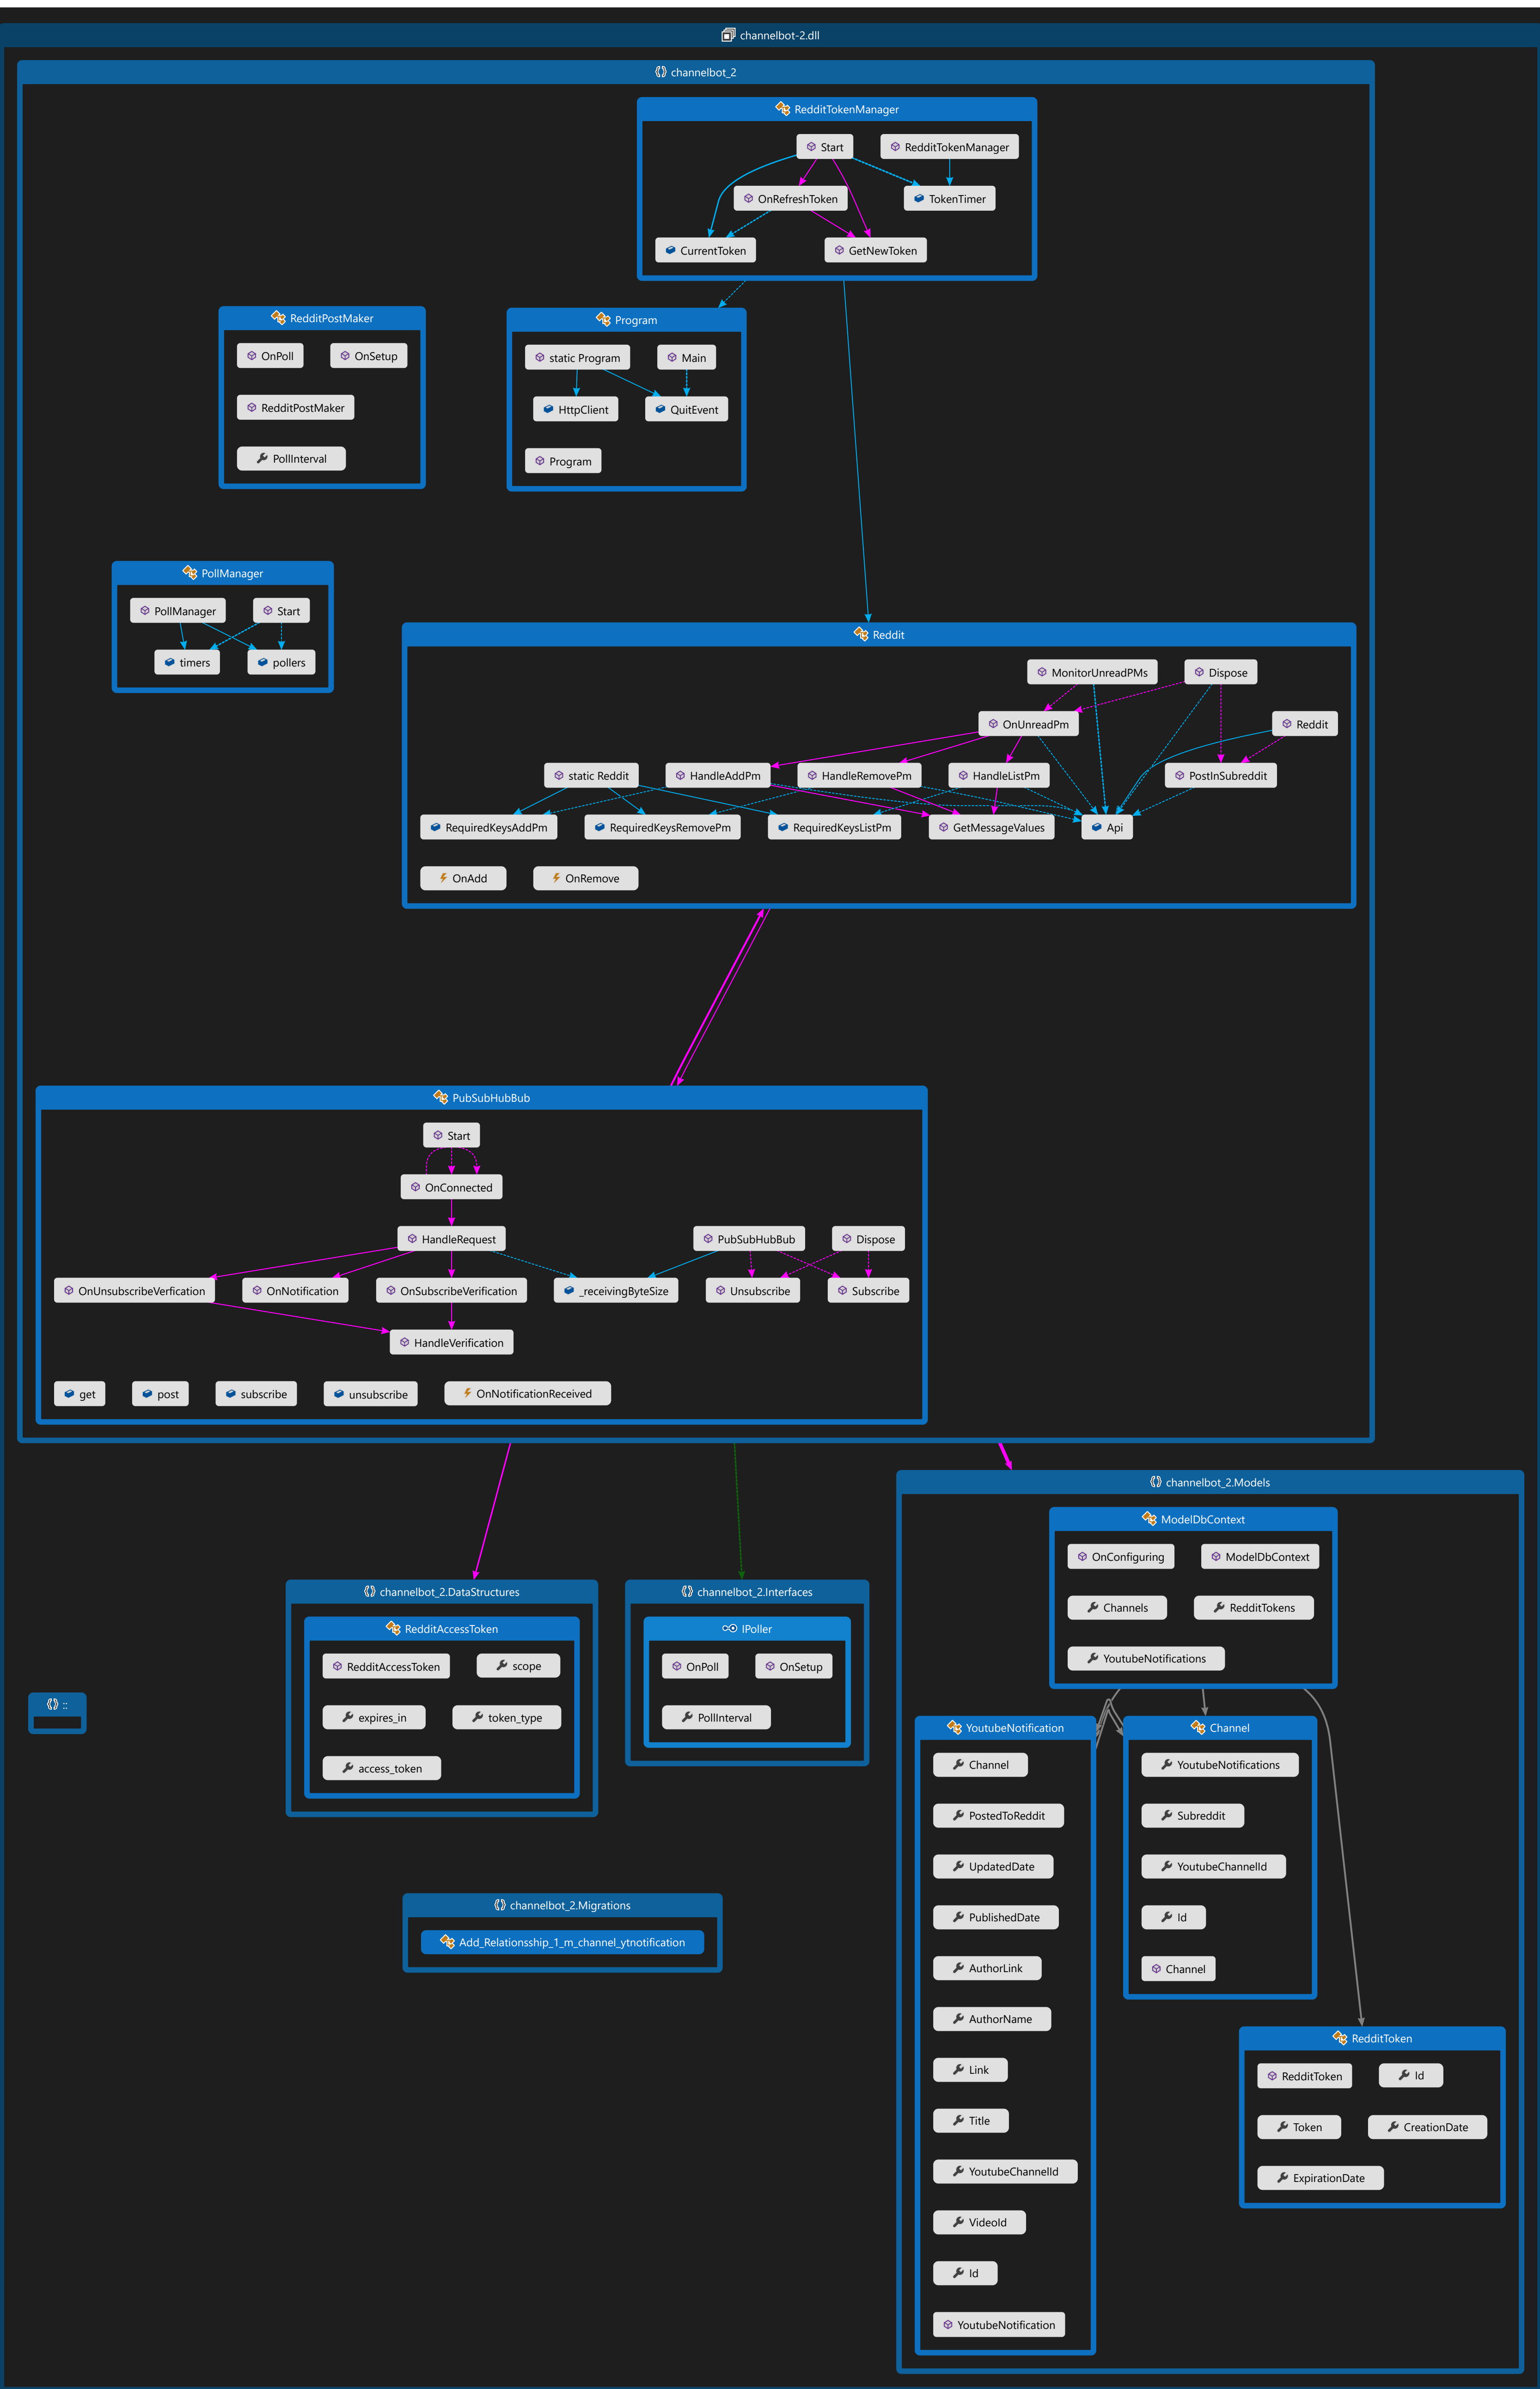 channelbot-2.dll
channelbot_2
RedditTokenManager
Start
RedditTokenManager
OnRefreshToken
TokenTimer
CurrentToken
GetNewToken
RedditPostMaker
OnPoll
OnSetup
RedditPostMaker
PollInterval
Program
static Program
Main
HttpClient
QuitEvent
Program
PollManager
PollManager
Start
timers
pollers
Reddit
MonitorUnreadPMs
Dispose
OnUnreadPm
Reddit
static Reddit
HandleAddPm
HandleRemovePm
HandleListPm
PostInSubreddit
RequiredKeysAddPm
RequiredKeysRemovePm
RequiredKeysListPm
GetMessageValues
Api
OnAdd
OnRemove
PubSubHubBub
Start
OnConnected
HandleRequest
PubSubHubBub
Dispose
OnUnsubscribeVerfication
OnNotification
OnSubscribeVerification
_receivingByteSize
Unsubscribe
Subscribe
HandleVerification
get
post
subscribe
unsubscribe
OnNotificationReceived
channelbot_2.DataStructures
RedditAccessToken
RedditAccessToken
scope
expires_in
token_type
access_token
channelbot_2.Interfaces
IPoller
OnPoll
OnSetup
PollInterval
channelbot_2.Models
ModelDbContext
OnConfiguring
ModelDbContext
Channels
RedditTokens
YoutubeNotifications
::
YoutubeNotification
Channel
PostedToReddit
UpdatedDate
PublishedDate
AuthorLink
AuthorName
Link
Title
YoutubeChannelId
VideoId
Id
YoutubeNotification
Channel
YoutubeNotifications
Subreddit
YoutubeChannelId
Id
Channel
channelbot_2.Migrations
Add_Relationsship_1_m_channel_ytnotification
RedditToken
RedditToken
Id
Token
CreationDate
ExpirationDate